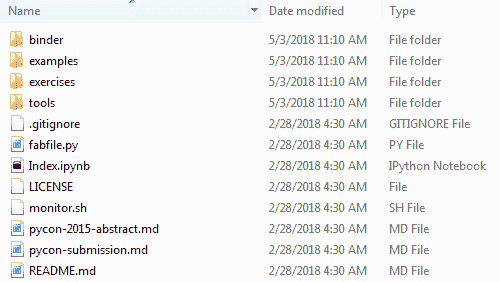 Name Date modified Type
binder 5/3/2018 11:10 AM File folder
examples 5/3/2018 11:10 AM File folder
exercises 5/3/2018 11:10 AM File folder
tools 5/3/2018 11:10 AM File folder
.gitignore 2/28/2018 4:30 AM GITIGNORE File
fabfile.py 2/28/2018 4:30 AM PY File
Index.ipynb 2/28/2018 4:30 AM IPython Notebook
LICENSE 2/28/2018 4:30 AM File
monitor.sh 2/28/2018 4:30 AM SH File
pycon-2015-abstract.md 2/28/2018 4:30 AM MD File
pycon-submission.md 2/28/2018 4:30 AM MD File
README.md 2/28/2018 4:30 AM MD File